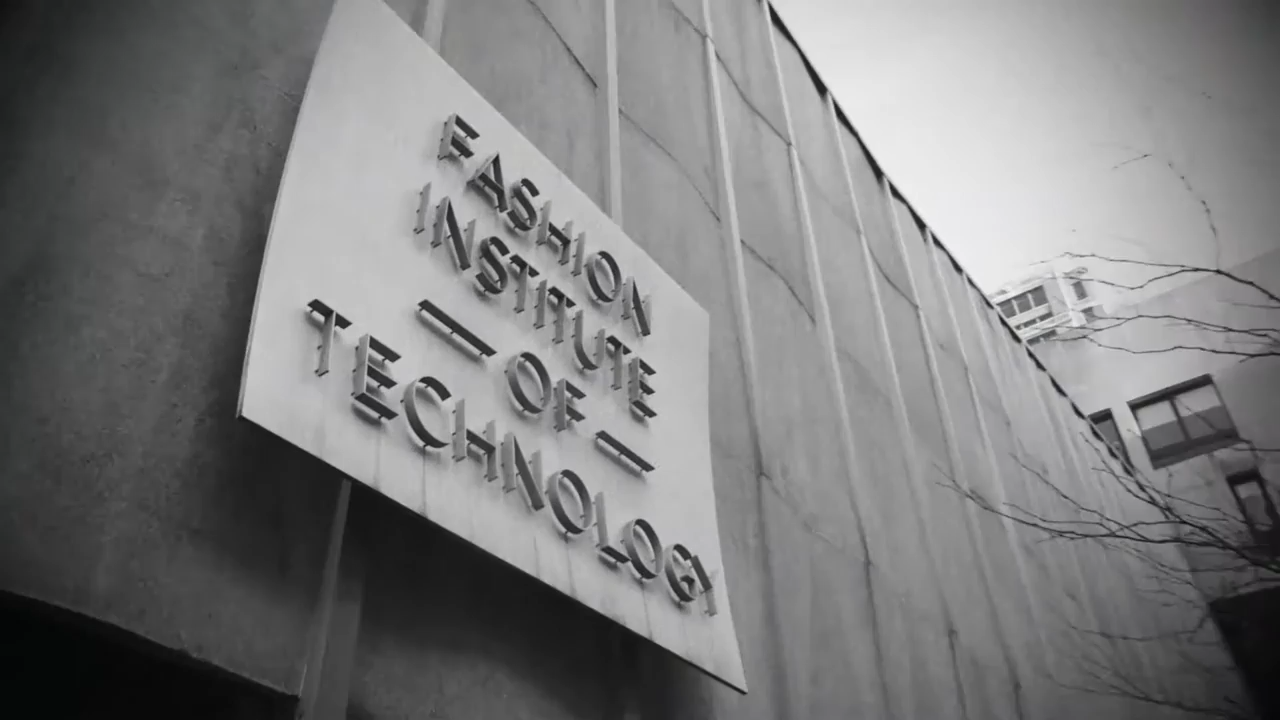 FASHION
INSTITUTE
— OF —
TECHNOLOGY